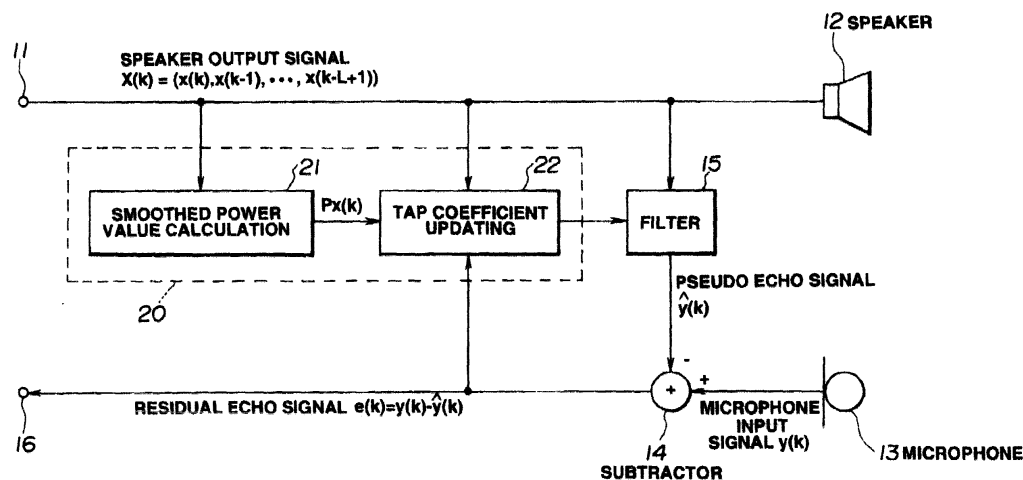 11
SPEAKER OUTPUT SIGNAL
X(k) = (x(k),x(k-1), ···, x(k-L+1))
12 SPEAKER
21
22
15
SMOOTHED POWER
VALUE CALCULATION
Px(k)
TAP COEFFICIENT
UPDATING
FILTER
20
PSEUDO ECHO SIGNAL
ŷ(k)
-
+
+
RESIDUAL ECHO SIGNAL e(k)=y(k)-ŷ(k)
MICROPHONE
INPUT
SIGNAL y(k)
16
14
SUBTRACTOR
13 MICROPHONE